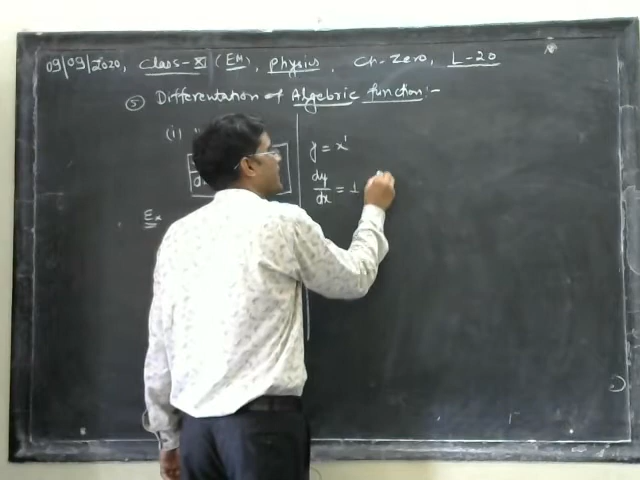 09/09/2020, Class-XI (EM), Physics, Ch-Zero, L-20
⑤ Differentation of Algebric function:-
(i)
Ex
y = x¹
dy/dx = 1